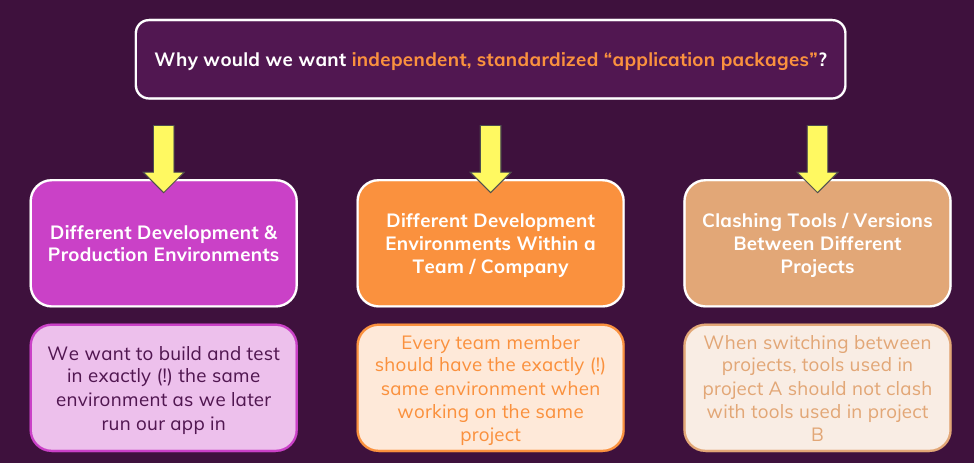 Why would we want independent, standardized “application packages”?
Different Development &
Production Environments
Different Development
Environments Within a
Team / Company
Clashing Tools / Versions
Between Different
Projects
We want to build and test
in exactly (!) the same
environment as we later
run our app in
Every team member
should have the exactly (!)
same environment when
working on the same
project
When switching between
projects, tools used in
project A should not clash
with tools used in project
B